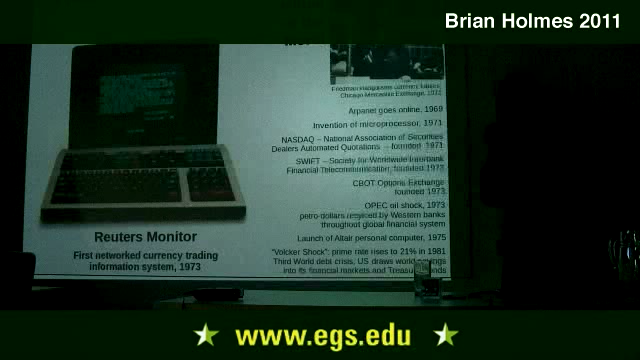 Brian Holmes 2011
Friedman inaugurates currency futures
Chicago Mercantile Exchange, 1972
Arpanet goes online, 1969
Invention of microprocessor, 1971
NASDAQ – National Association of Securities
Dealers Automated Quotations – founded 1971
SWIFT – Society for Worldwide Interbank
Financial Telecommunication, founded 1973
CBOT Options Exchange
founded 1973
OPEC oil shock, 1973
petro-dollars recycled by Western banks
throughout global financial system
Launch of Altair personal computer, 1975
"Volcker Shock": prime rate rises to 21% in 1981
Third World debt crisis, US draws world savings
into its financial markets and
Reuters Monitor
First networked currency trading
information system, 1973
www.egs.edu